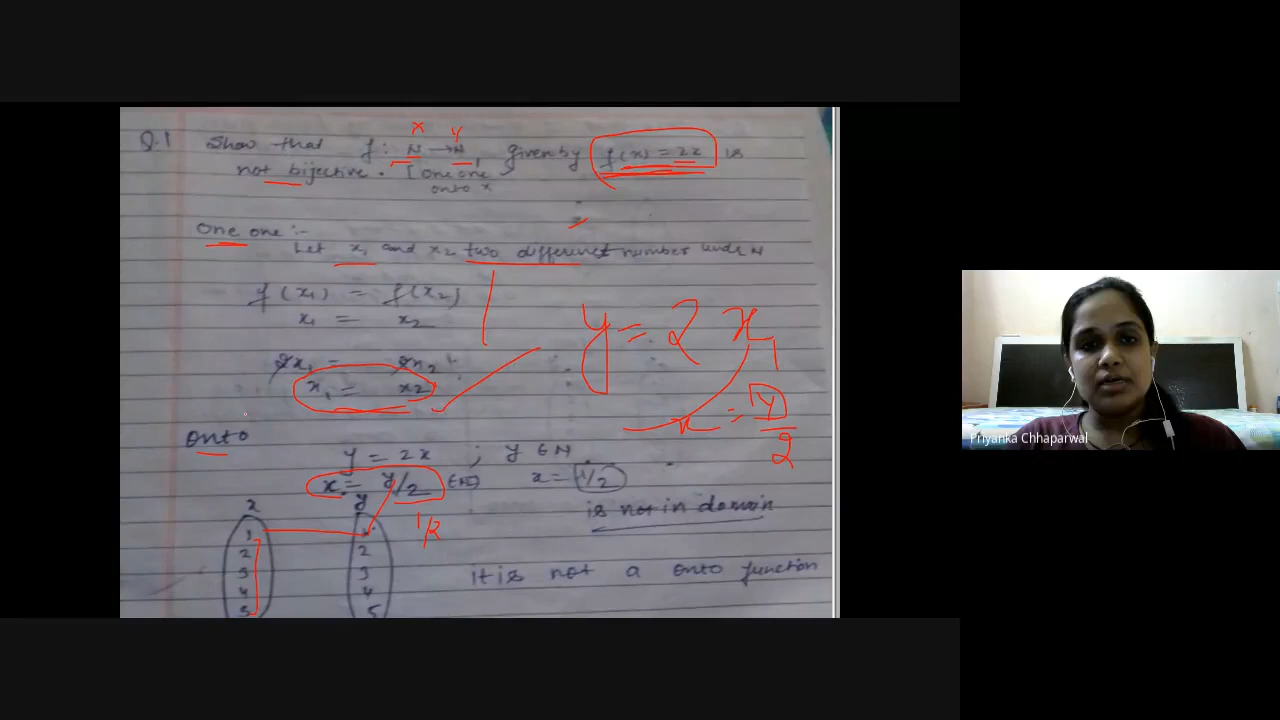 Q.1 Show that f: N → N, given by f(x) = 2x is
X Y
not bijective. [one one
onto x
One one :-
Let x1 and x2 two different number N
f(x1) = f(x2)
x1 = x2
2x1 = 2x2
x1 = x2
y = 2x
x = y/2
Onto
y = 2x ; y ∈ N
x = y/2 (∈N) x = 1/2
is not in domain
x y
1/2
1 1
2 2
3 3
4 4
5 5
it is not a onto function
Priyanka Chhaparwal